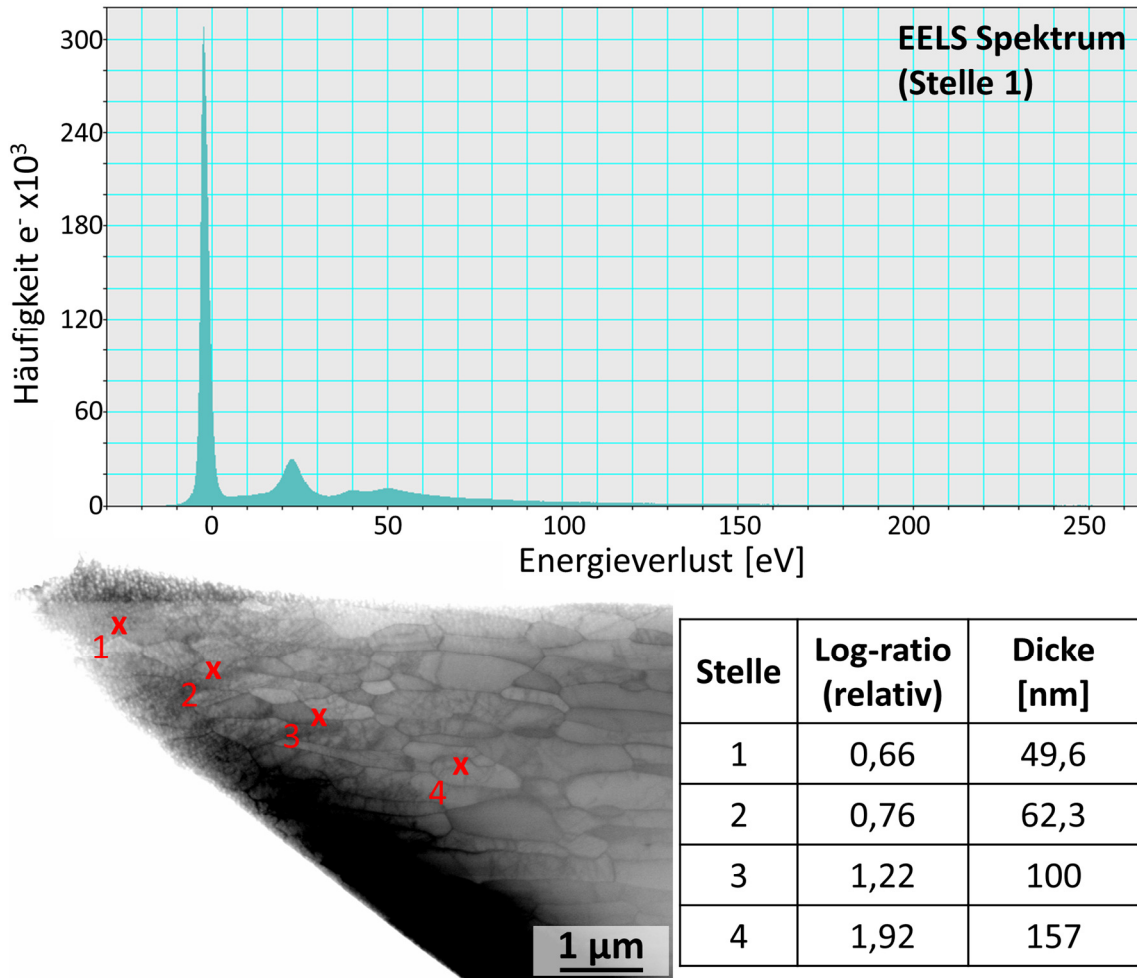 EELS Spektrum
(Stelle 1)
Häufigkeit e⁻ x10³
300
240
180
120
60
0
0 50 100 150 200 250
Energieverlust [eV]
1
2
3
4
1 µm
Stelle Log-ratio (relativ) Dicke [nm]
1 0,66 49,6
2 0,76 62,3
3 1,22 100
4 1,92 157